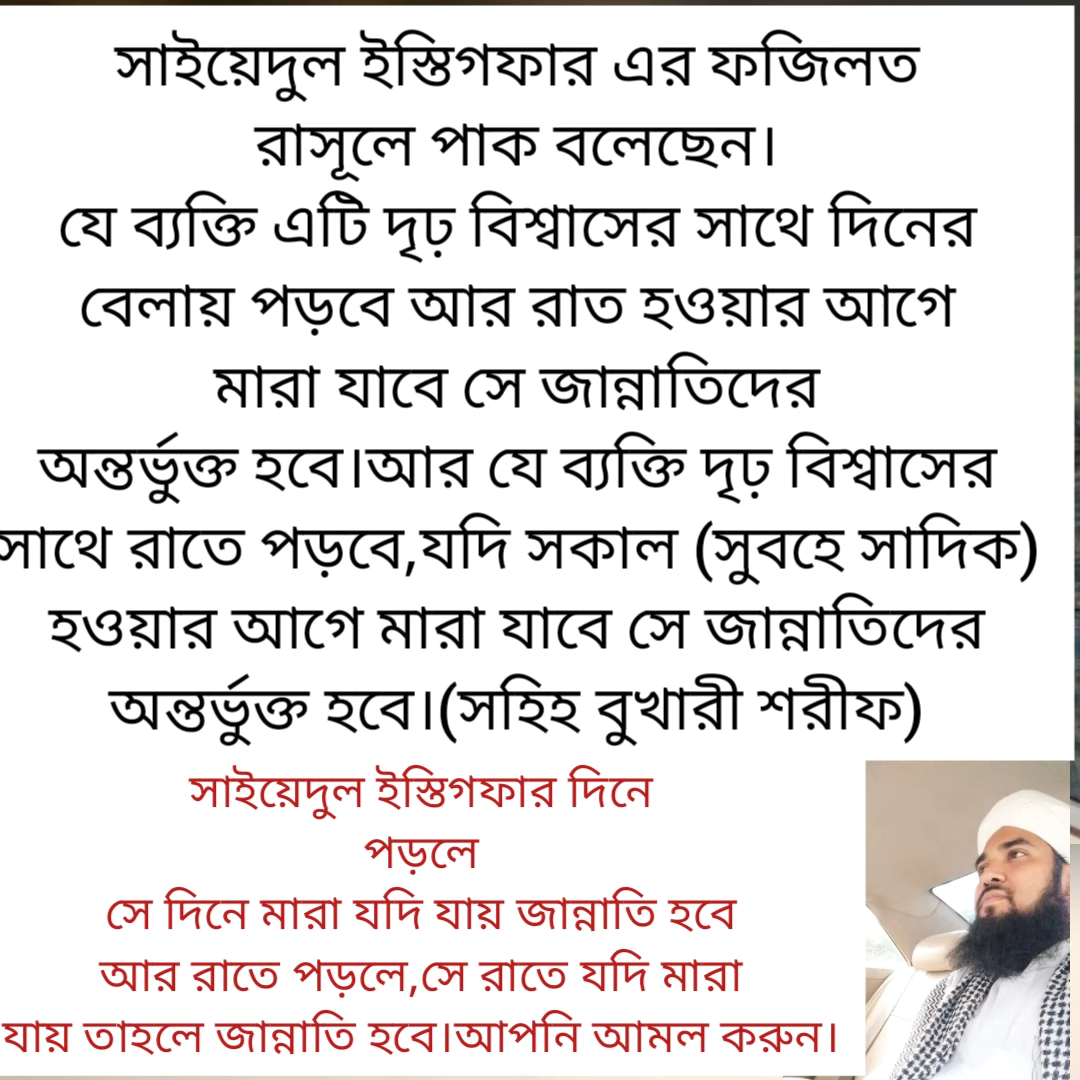 সাইয়েদুল ইস্তিগফার এর ফজিলত
রাসূলে পাক বলেছেন।
যে ব্যক্তি এটি দৃঢ় বিশ্বাসের সাথে দিনের
বেলায় পড়বে আর রাত হওয়ার আগে
মারা যাবে সে জান্নাতিদের
অন্তর্ভুক্ত হবে।আর যে ব্যক্তি দৃঢ় বিশ্বাসের
সাথে রাতে পড়বে,যদি সকাল (সুবহে সাদিক)
হওয়ার আগে মারা যাবে সে জান্নাতিদের
অন্তর্ভুক্ত হবে।(সহিহ বুখারী শরীফ)
সাইয়েদুল ইস্তিগফার দিনে
পড়লে
সে দিনে মারা যদি যায় জান্নাতি হবে
আর রাতে পড়লে,সে রাতে যদি মারা
যায় তাহলে জান্নাতি হবে।আপনি আমল করুন।